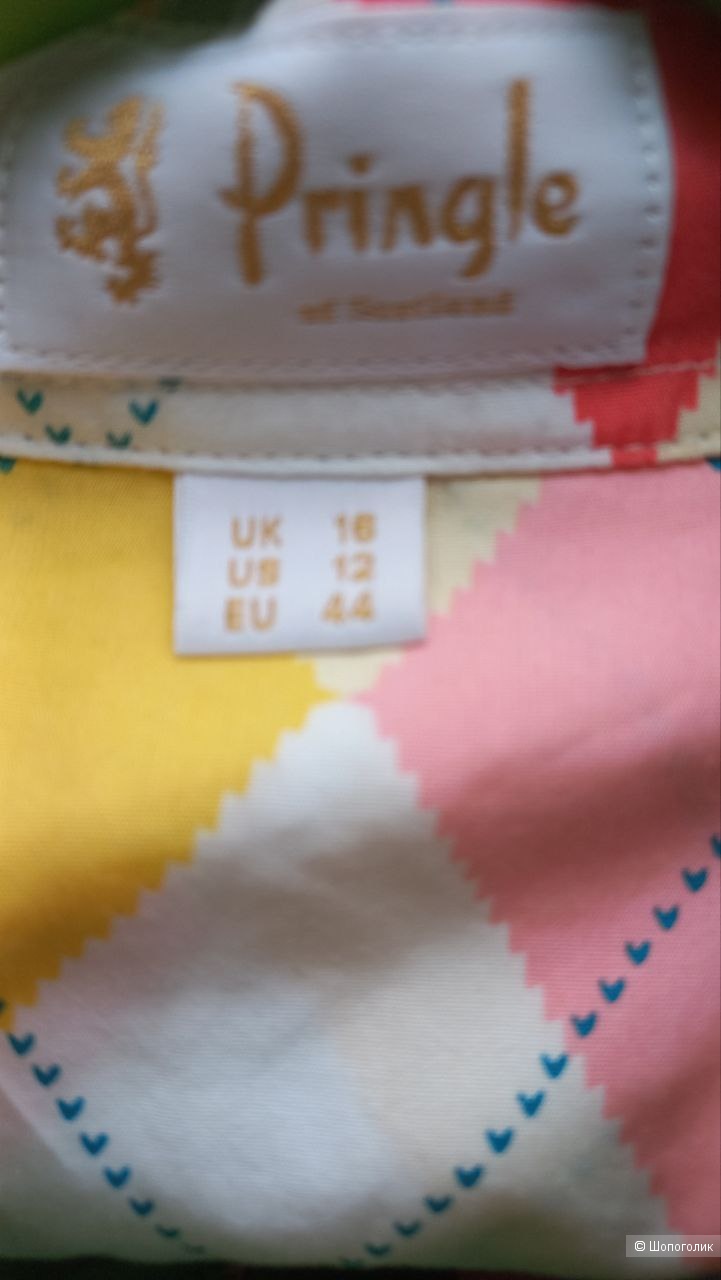 Pringle
of Scotland
UK 16
US 12
EU 44
© Шопоголик